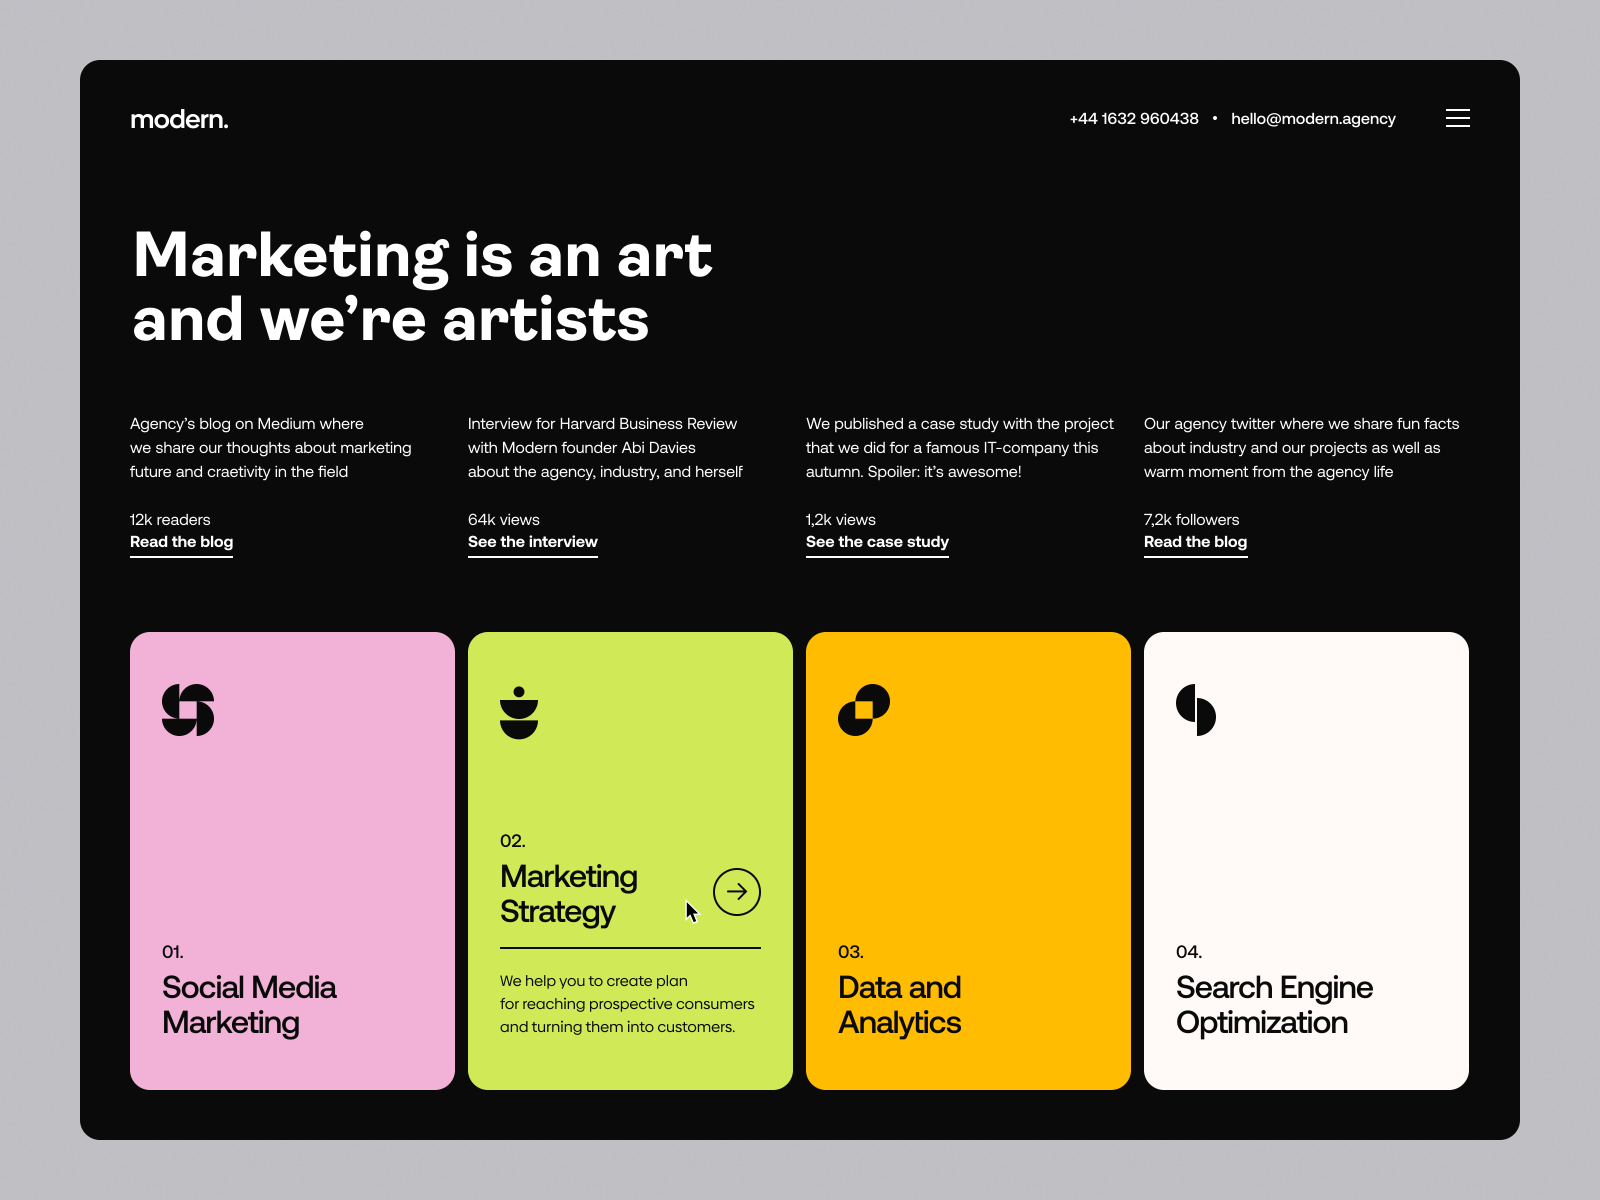 modern.
+44 1632 960438 • hello@modern.agency
Marketing is an art
and we’re artists
Agency’s blog on Medium where
we share our thoughts about marketing
future and craetivity in the field
12k readers
Read the blog
Interview for Harvard Business Review
with Modern founder Abi Davies
about the agency, industry, and herself
64k views
See the interview
We published a case study with the project
that we did for a famous IT-company this
autumn. Spoiler: it’s awesome!
1,2k views
See the case study
Our agency twitter where we share fun facts
about industry and our projects as well as
warm moment from the agency life
7,2k followers
Read the blog
01.
Social Media
Marketing
02.
Marketing
Strategy
We help you to create plan
for reaching prospective consumers
and turning them into customers.
03.
Data and
Analytics
04.
Search Engine
Optimization